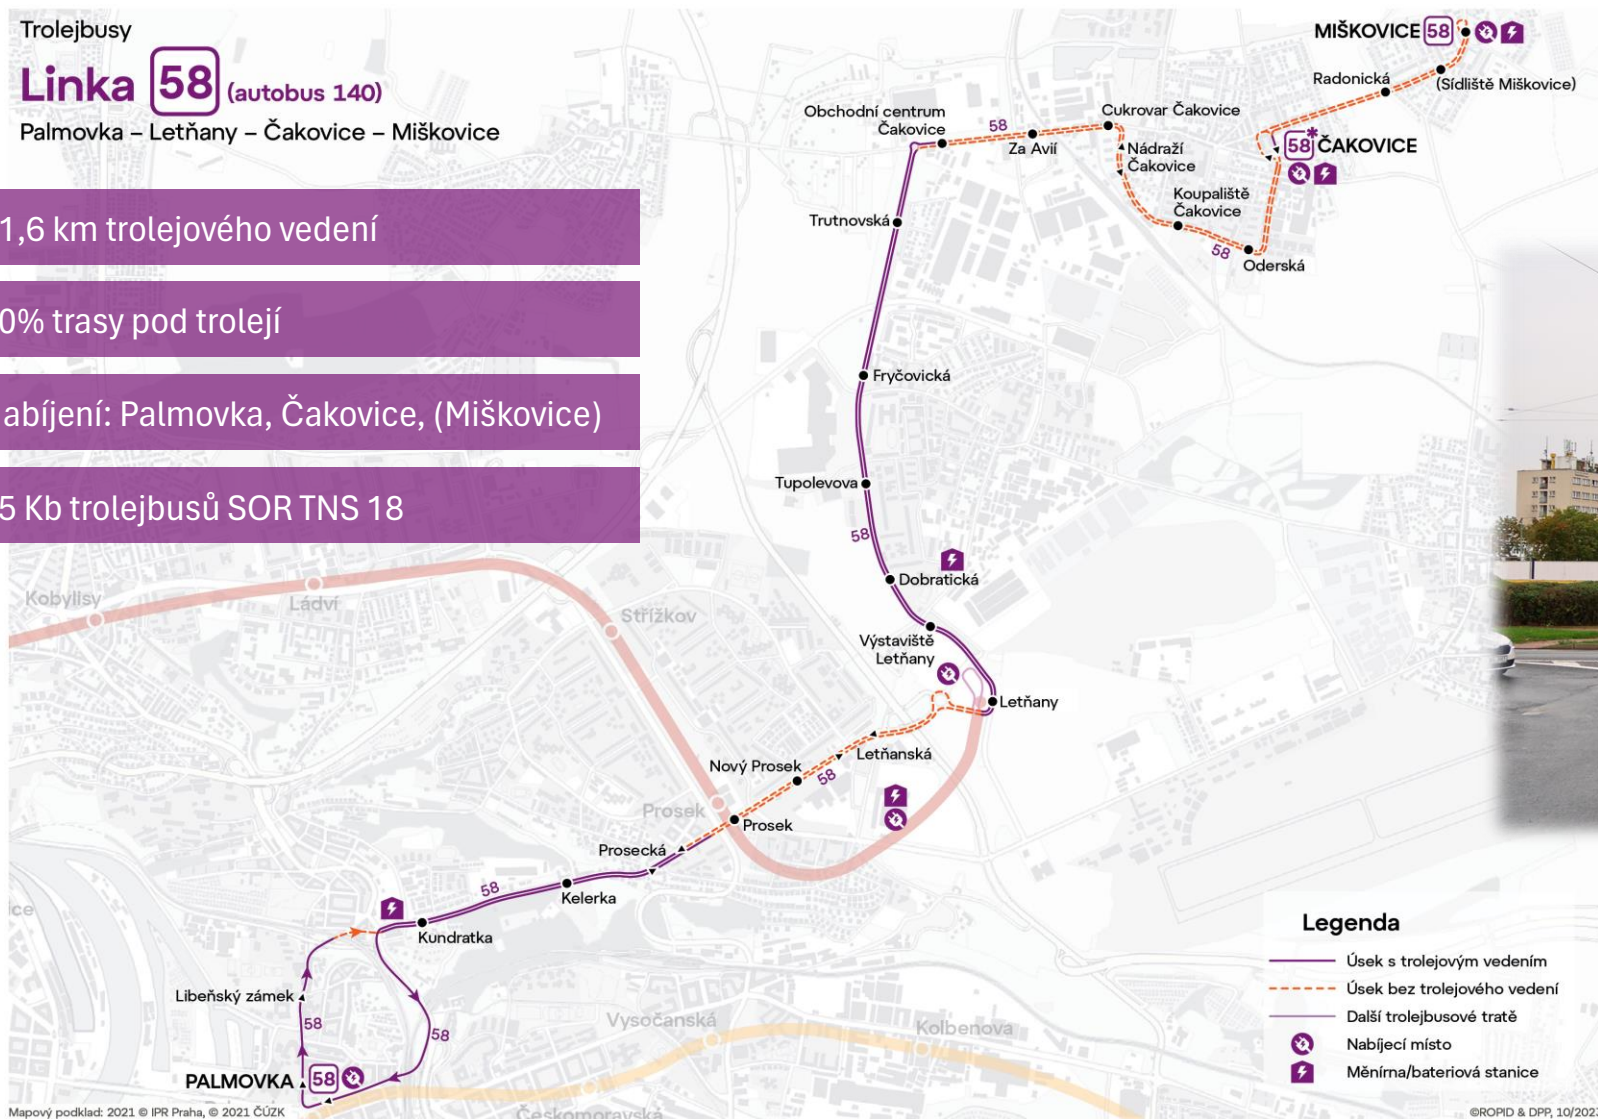 Trolejbusy
Linka 58 (autobus 140)
Palmovka – Letňany – Čakovice – Miškovice
1,6 km trolejového vedení
0% trasy pod trolejí
abíjení: Palmovka, Čakovice, (Miškovice)
5 Kb trolejbusů SOR TNS 18
MIŠKOVICE 58
(Sídliště Miškovice)
Radonická
58* ČAKOVICE
Obchodní centrum
Čakovice
58
Za Avií
Cukrovar Čakovice
Nádraží
Čakovice
Koupaliště
Čakovice
58
Oderská
Trutnovská
Fryčovická
Tupolevova
58
Dobratická
Výstaviště
Letňany
Letňany
Letňanská
Nový Prosek
58
Prosek
Prosek
Prosecká
Kelerka
58
Kundratka
Libeňský zámek
58
58
PALMOVKA 58
Kobylisy
Ládví
Střížkov
Vysočanská
Kolbenova
Českomoravská
ice
Legenda
Úsek s trolejovým vedením
Úsek bez trolejového vedení
Další trolejbusové tratě
Nabíjecí místo
Měnírna/bateriová stanice
Mapový podklad: 2021 © IPR Praha, © 2021 ČÚZK
©ROPID & DPP, 10/202